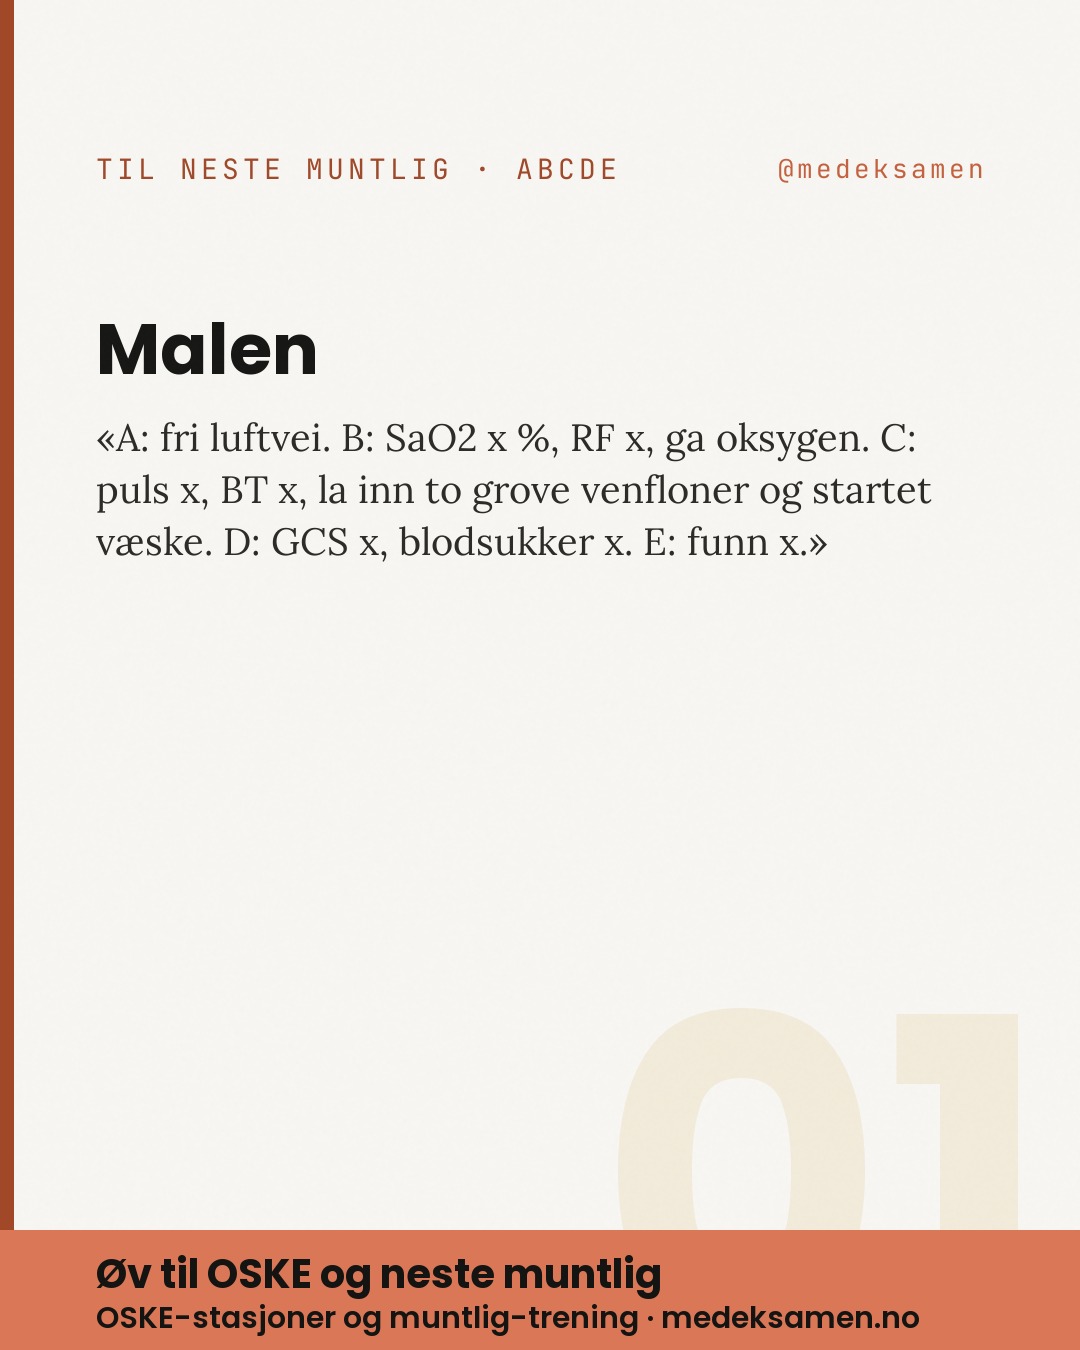 TIL NESTE MUNTLIG · ABCDE
@medeksamen
Malen
«A: fri luftvei. B: SaO2 x %, RF x, ga oksygen. C:
puls x, BT x, la inn to grove venfloner og startet
væske. D: GCS x, blodsukker x. E: funn x.»
01
Øv til OSKE og neste muntlig
OSKE-stasjoner og muntlig-trening · medeksamen.no